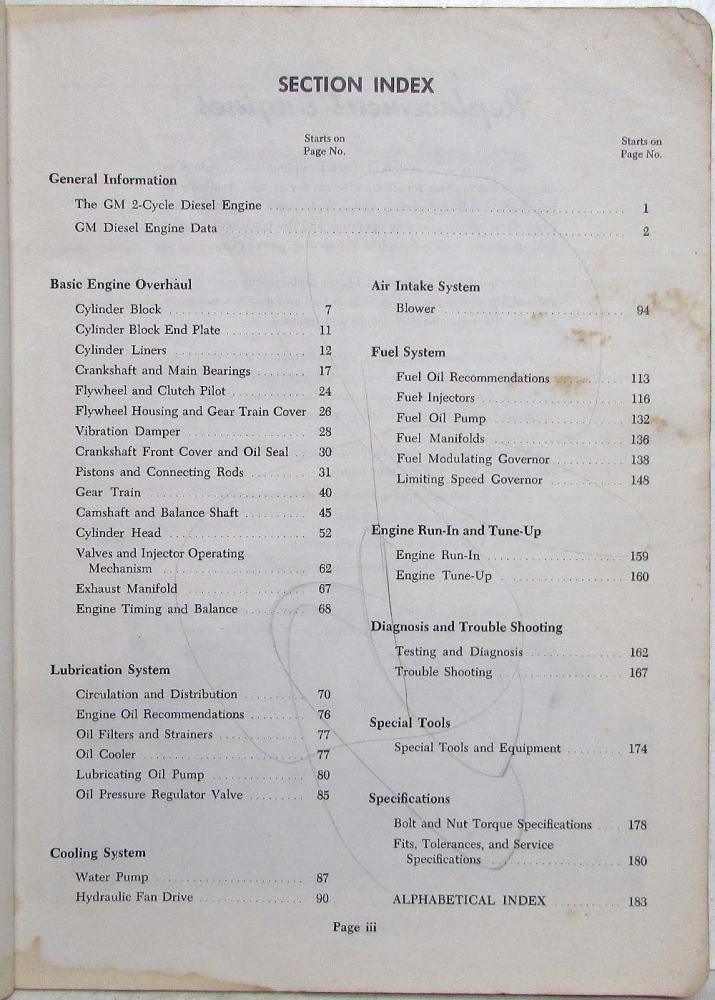 SECTION INDEX
Starts on
Page No.
Starts on
Page No.
General Information
The GM 2-Cycle Diesel Engine 1
GM Diesel Engine Data 2
Basic Engine Overhaul
Cylinder Block 7
Cylinder Block End Plate 11
Cylinder Liners 12
Crankshaft and Main Bearings 17
Flywheel and Clutch Pilot 24
Flywheel Housing and Gear Train Cover 26
Vibration Damper 28
Crankshaft Front Cover and Oil Seal 30
Pistons and Connecting Rods 31
Gear Train 40
Camshaft and Balance Shaft 45
Cylinder Head 52
Valves and Injector Operating
Mechanism 62
Exhaust Manifold 67
Engine Timing and Balance 68
Lubrication System
Circulation and Distribution 70
Engine Oil Recommendations 76
Oil Filters and Strainers 77
Oil Cooler 77
Lubricating Oil Pump 80
Oil Pressure Regulator Valve 85
Cooling System
Water Pump 87
Hydraulic Fan Drive 90
Air Intake System
Blower 94
Fuel System
Fuel Oil Recommendations 113
Fuel Injectors 116
Fuel Oil Pump 132
Fuel Manifolds 136
Fuel Modulating Governor 138
Limiting Speed Governor 148
Engine Run-In and Tune-Up
Engine Run-In 159
Engine Tune-Up 160
Diagnosis and Trouble Shooting
Testing and Diagnosis 162
Trouble Shooting 167
Special Tools
Special Tools and Equipment 174
Specifications
Bolt and Nut Torque Specifications 178
Fits, Tolerances, and Service
Specifications 180
ALPHABETICAL INDEX 183
Page iii